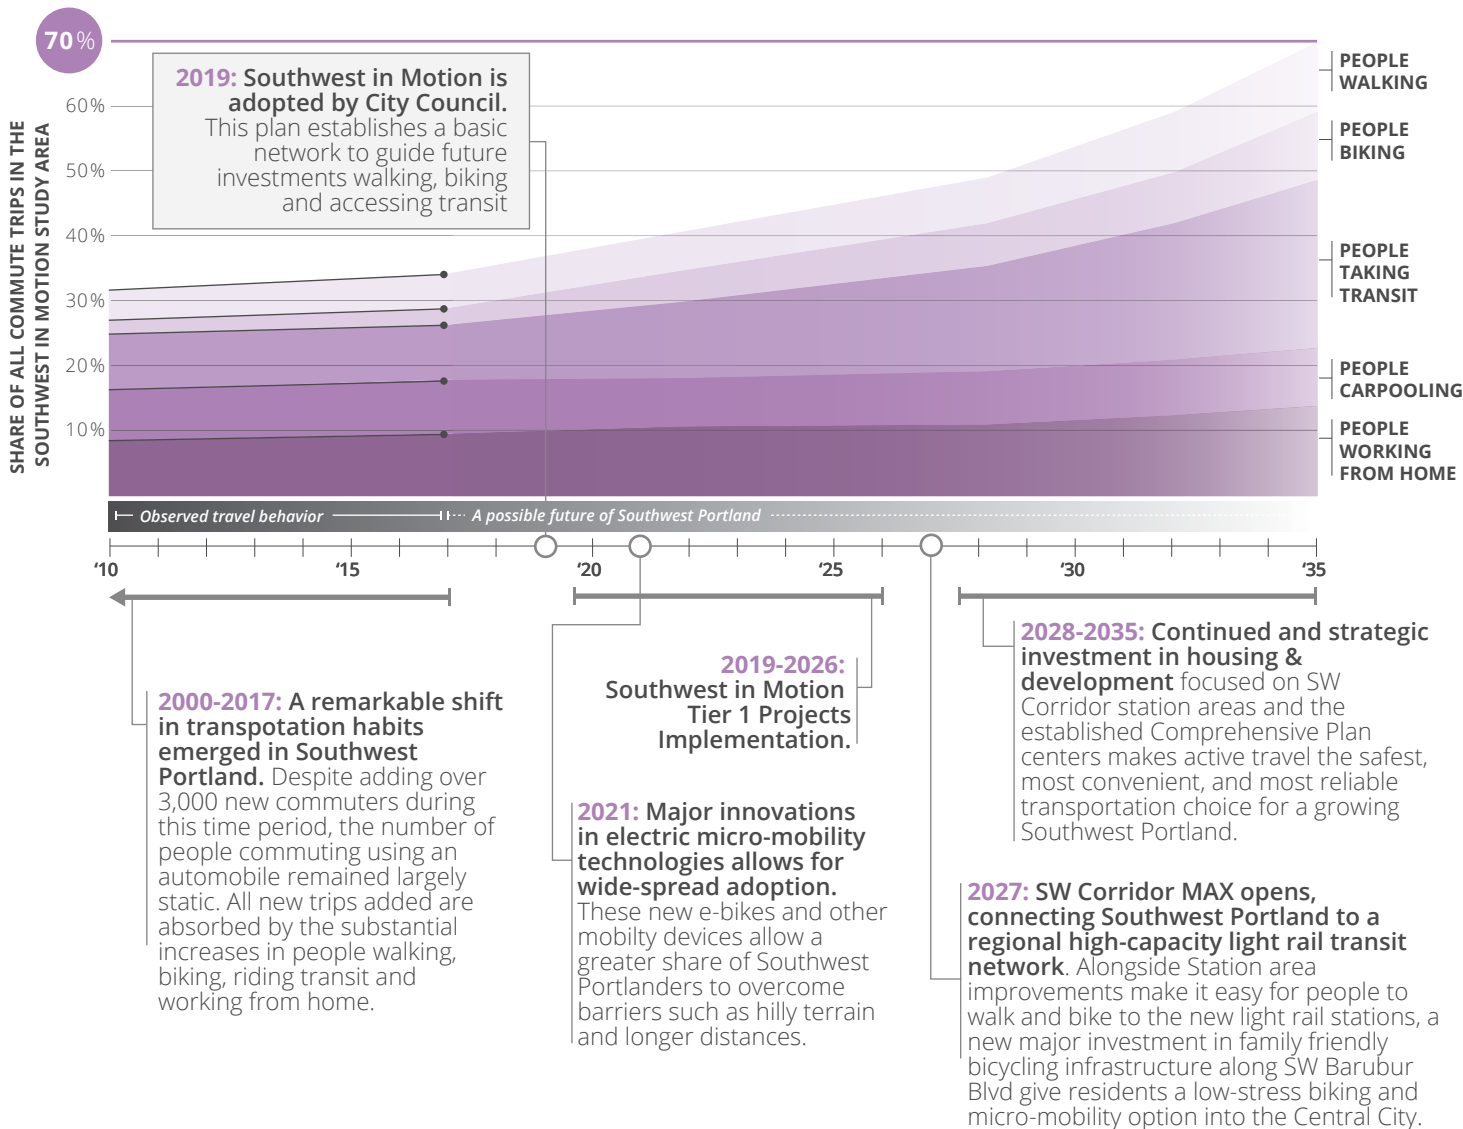 70%
60%
50%
40%
30%
20%
10%
SHARE OF ALL COMMUTE TRIPS IN THE
SOUTHWEST IN MOTION STUDY AREA
2019: Southwest in Motion is
adopted by City Council.
This plan establishes a basic
network to guide future
investments walking, biking
and accessing transit
PEOPLE
WALKING
PEOPLE
BIKING
PEOPLE
TAKING
TRANSIT
PEOPLE
CARPOOLING
PEOPLE
WORKING
FROM HOME
Observed travel behavior
A possible future of Southwest Portland
‘10
‘15
‘20
‘25
‘30
‘35
2000-2017: A remarkable shift
in transpotation habits
emerged in Southwest
Portland. Despite adding over
3,000 new commuters during
this time period, the number of
people commuting using an
automobile remained largely
static. All new trips added are
absorbed by the substantial
increases in people walking,
biking, riding transit and
working from home.
2019-2026:
Southwest in Motion
Tier 1 Projects
Implementation.
2021: Major innovations
in electric micro-mobility
technologies allows for
wide-spread adoption.
These new e-bikes and other
mobilty devices allow a
greater share of Southwest
Portlanders to overcome
barriers such as hilly terrain
and longer distances.
2028-2035: Continued and strategic
investment in housing &
development focused on SW
Corridor station areas and the
established Comprehensive Plan
centers makes active travel the safest,
most convenient, and most reliable
transportation choice for a growing
Southwest Portland.
2027: SW Corridor MAX opens,
connecting Southwest Portland to a
regional high-capacity light rail transit
network. Alongside Station area
improvements make it easy for people to
walk and bike to the new light rail stations, a
new major investment in family friendly
bicycling infrastructure along SW Barubur
Blvd give residents a low-stress biking and
micro-mobility option into the Central City.